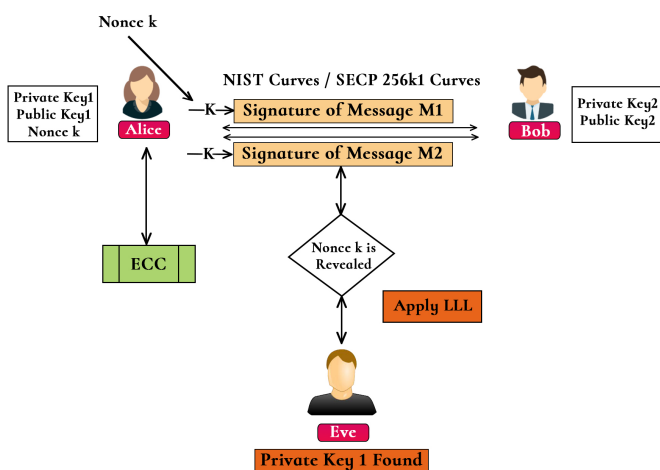 Nonce k
NIST Curves / SECP 256k1 Curves
Private Key1
Public Key1
Nonce k
Alice
K
Signature of Message M1
K
Signature of Message M2
Bob
Private Key2
Public Key2
ECC
Nonce k is
Revealed
Apply LLL
Eve
Private Key 1 Found